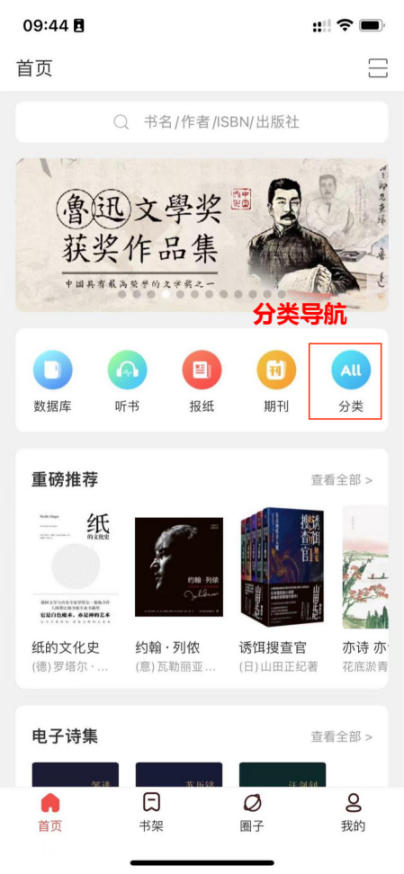 09:44
首页
书名/作者/ISBN/出版社
魯迅文學奖
获奖作品集
中国具有最高荣誉的文学奖之一
分类导航
All
数据库
听书
报纸
期刊
分类
重磅推荐
查看全部 >
纸
的文化史
约翰·列侬
诱饵搜查官
山田正纪
纸的文化史
约翰·列侬
诱饵搜查官
亦诗 亦
(德)罗塔尔·...
(意)瓦勒丽亚...
(日)山田正纪著
花底淤青
电子诗集
查看全部 >
首页
书架
圈子
我的